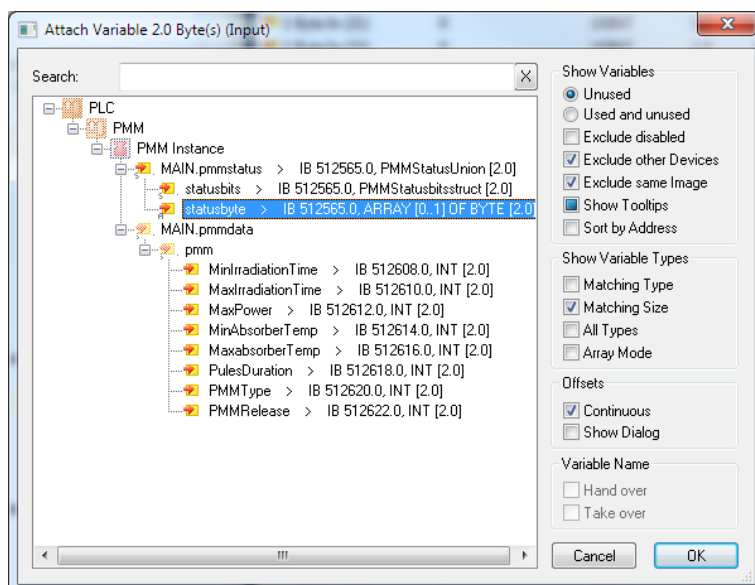 Attach Variable 2.0 Byte(s) (Input)
Search:
X
PLC
PMM
PMM Instance
MAIN.pmmstatus > IB 512565.0, PMMStatusUnion [2.0]
statusbits > IB 512565.0, PMMStatusbitsstruct [2.0]
statusbyte > IB 512565.0, ARRAY [0..1] OF BYTE [2.0]
MAIN.pmmdata
pmm
MinIrradiationTime > IB 512608.0, INT [2.0]
MaxIrradiationTime > IB 512610.0, INT [2.0]
MaxPower > IB 512612.0, INT [2.0]
MinAbsorberTemp > IB 512614.0, INT [2.0]
MaxabsorberTemp > IB 512616.0, INT [2.0]
PulesDuration > IB 512618.0, INT [2.0]
PMMType > IB 512620.0, INT [2.0]
PMMRelease > IB 512622.0, INT [2.0]
Show Variables
Unused
Used and unused
Exclude disabled
Exclude other Devices
Exclude same Image
Show Tooltips
Sort by Address
Show Variable Types
Matching Type
Matching Size
All Types
Array Mode
Offsets
Continuous
Show Dialog
Variable Name
Hand over
Take over
Cancel
OK